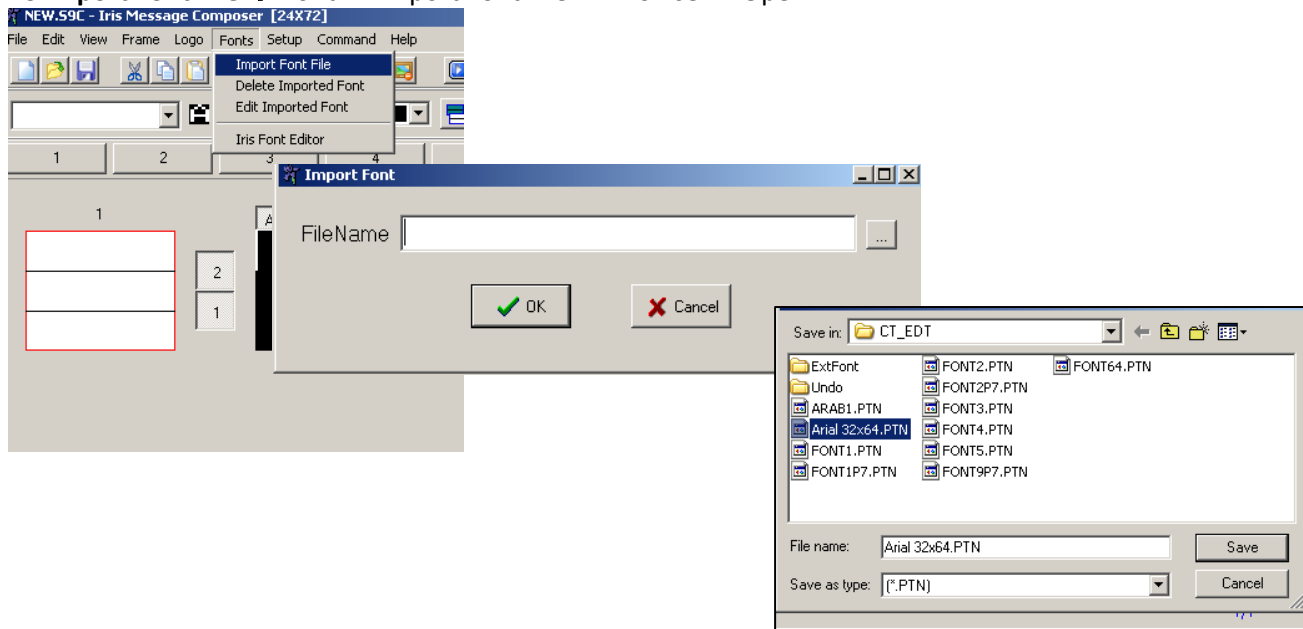 NEW.S9C - Iris Message Composer [24X72]
File Edit View Frame Logo Fonts Setup Command Help
Import Font File
Delete Imported Font
Edit Imported Font
Iris Font Editor
1 2 3 4
1
2
1
Import Font
FileName
...
OK Cancel
Save in: CT_EDT
ExtFont FONT2.PTN FONT64.PTN
Undo FONT2P7.PTN
ARAB1.PTN FONT3.PTN
Arial 32x64.PTN FONT4.PTN
FONT1.PTN FONT5.PTN
FONT1P7.PTN FONT9P7.PTN
File name: Arial 32x64.PTN Save
Save as type: (*.PTN) Cancel